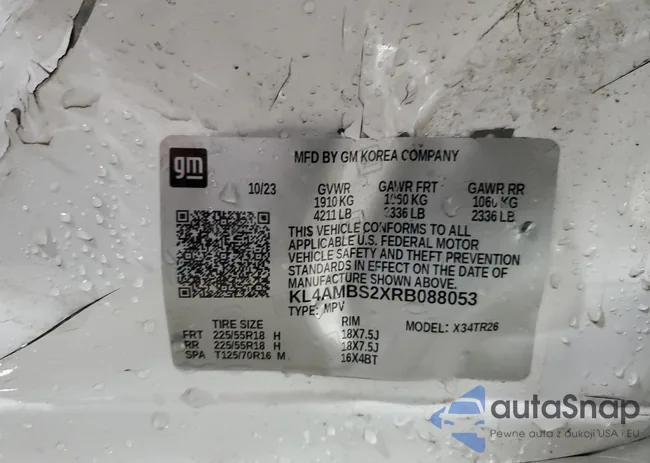 gm
MFD BY GM KOREA COMPANY
10/23 GVWR GAWR FRT GAWR RR
1910 KG 1060 KG 1060 KG
4211 LB 2336 LB 2336 LB
THIS VEHICLE CONFORMS TO ALL
APPLICABLE U.S. FEDERAL MOTOR
VEHICLE SAFETY AND THEFT PREVENTION
STANDARDS IN EFFECT ON THE DATE OF
MANUFACTURE SHOWN ABOVE.
KL4AMBS2XRB088053
TYPE: MPV
TIRE SIZE RIM MODEL: X34TR26
FRT 225/55R18 H 18X7.5J
RR 225/55R18 H 18X7.5J
SPA T125/70R16 M 16X4BT
autaSnap
Pewne auta z aukcji USA i EU